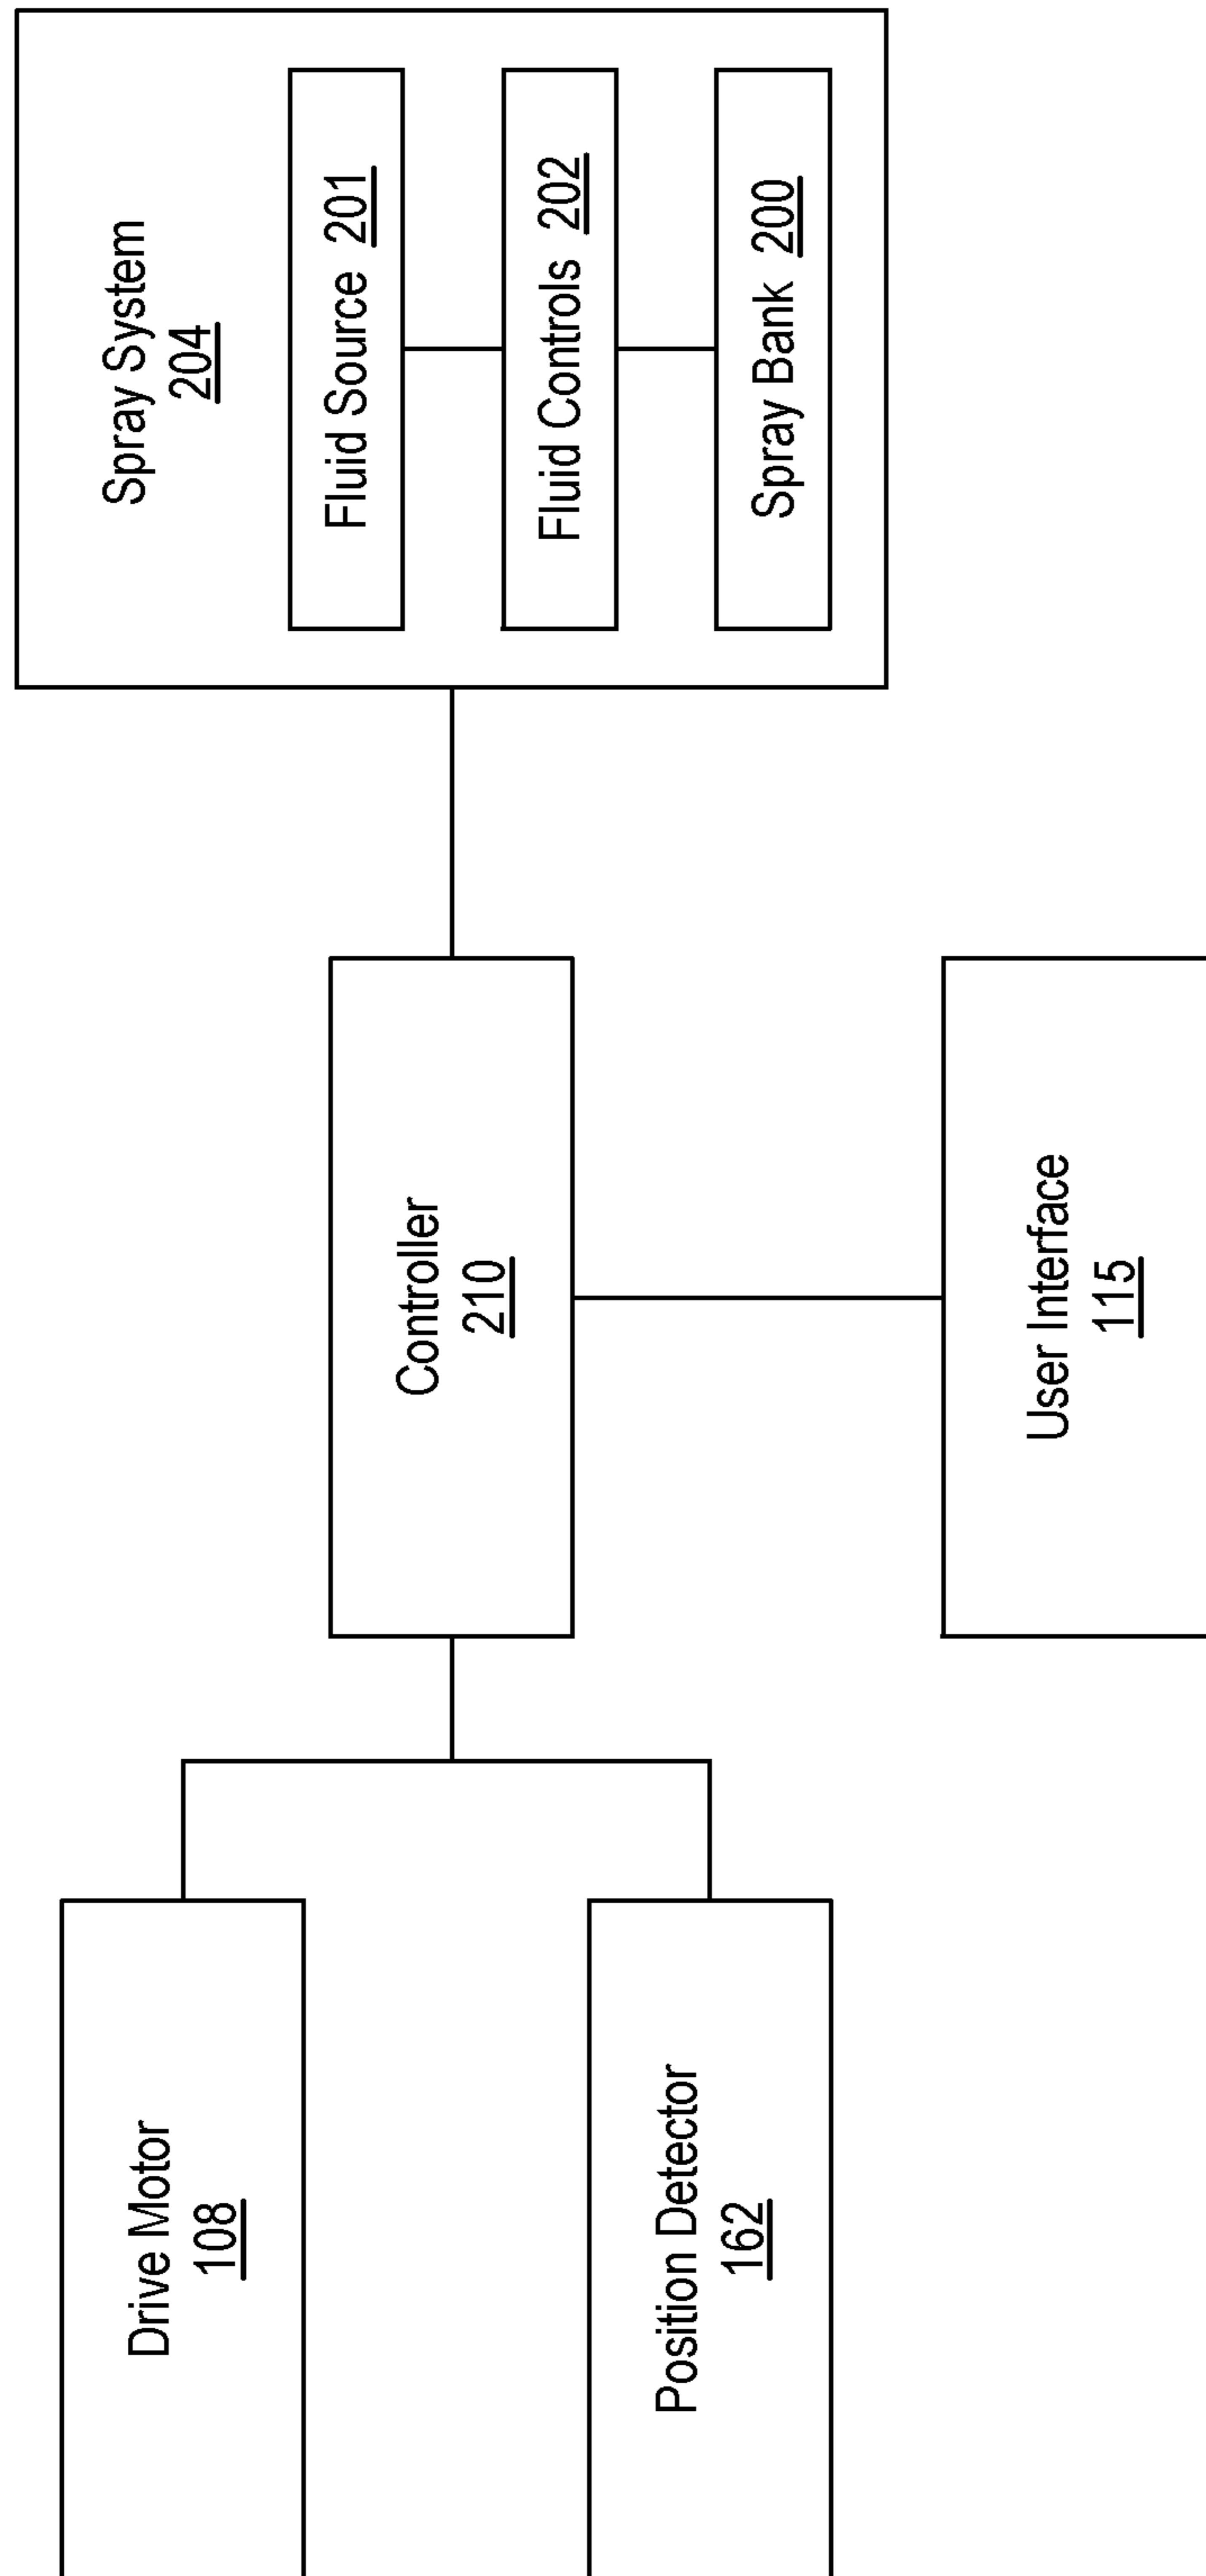 Drive Motor
108
Position Detector
162
Controller
210
User Interface
115
Spray System
204
Fluid Source 201
Fluid Controls 202
Spray Bank 200